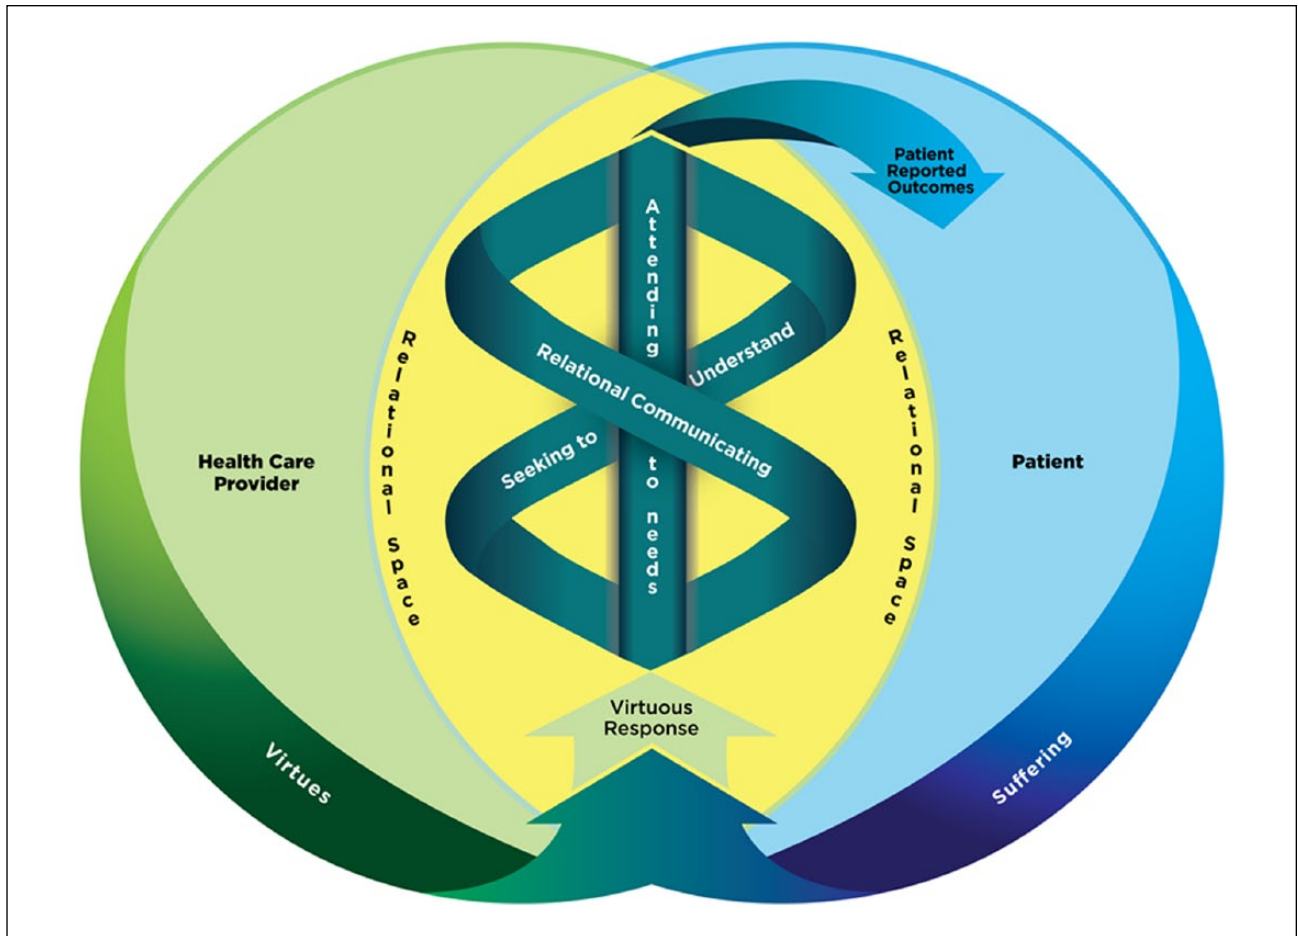 Patient
Reported
Outcomes
Attending to needs
Relational Communicating
Seeking to Understand
Relational Space
Relational Space
Health Care
Provider
Patient
Virtuous
Response
Virtues
Suffering